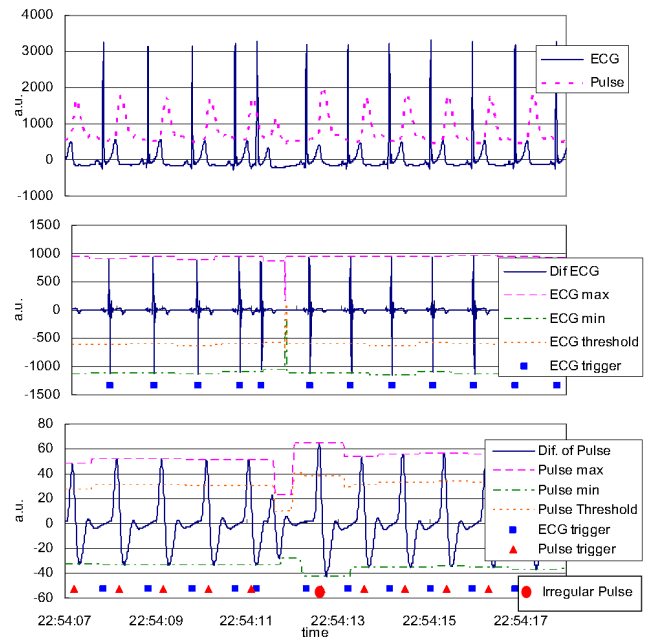 4000
3000
2000
1000
0
-1000
a.u.
ECG
Pulse
1500
1000
500
0
-500
-1000
-1500
a.u.
Dif ECG
ECG max
ECG min
ECG threshold
ECG trigger
80
60
40
20
0
-20
-40
-60
a.u.
Dif. of Pulse
Pulse max
Pulse min
Pulse Threshold
ECG trigger
Pulse trigger
Irregular Pulse
22:54:07 22:54:09 22:54:11 22:54:13 22:54:15 22:54:17
time